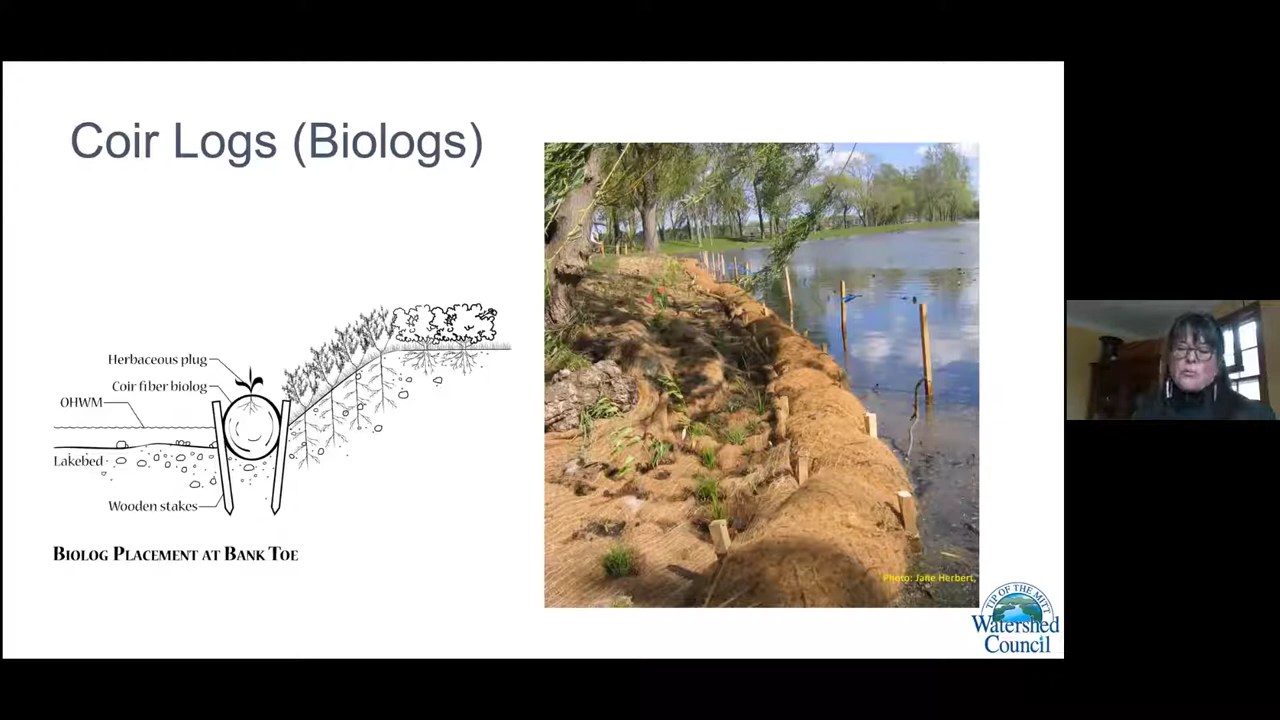 Coir Logs (Biologs)
Herbaceous plug
Coir fiber biolog
OHWM
Lakebed
Wooden stakes
BIOLOG PLACEMENT AT BANK TOE
Photo: Jane Herbert,
TIP OF THE MITT
Watershed
Council